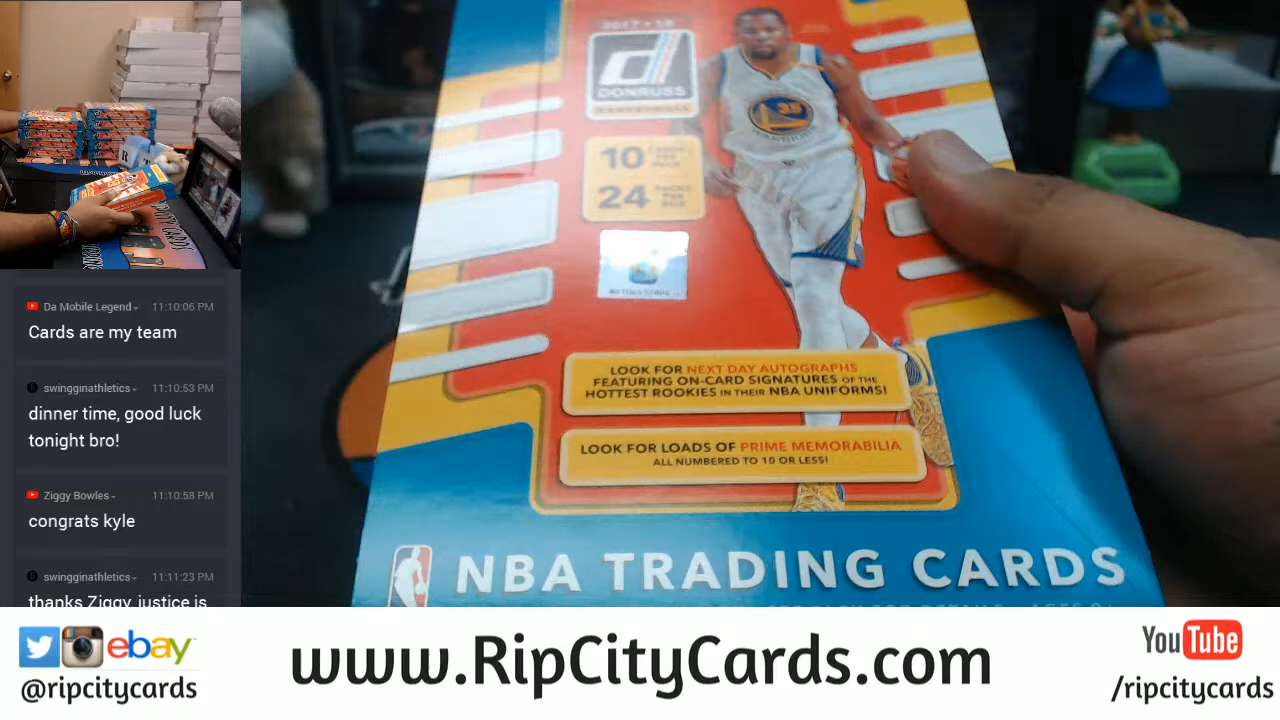 Da Mobile Legend 11:10:06 PM
Cards are my team
swingginathletics 11:10:53 PM
dinner time, good luck
tonight bro!
Ziggy Bowles 11:10:58 PM
congrats kyle
swingginathletics 11:11:23 PM
thanks Ziggy, justice is
2017-18
d
DONRUSS
BASKETBALL
10 CARDS PER PACK
24 PACKS PER BOX
35
LOOK FOR NEXT DAY AUTOGRAPHS
FEATURING ON-CARD SIGNATURES OF THE
HOTTEST ROOKIES IN THEIR NBA UNIFORMS!
LOOK FOR LOADS OF PRIME MEMORABILIA
ALL NUMBERED TO 10 OR LESS!
NBA TRADING CARDS
ebay
@ripcitycards
www.RipCityCards.com
YouTube
/ripcitycards